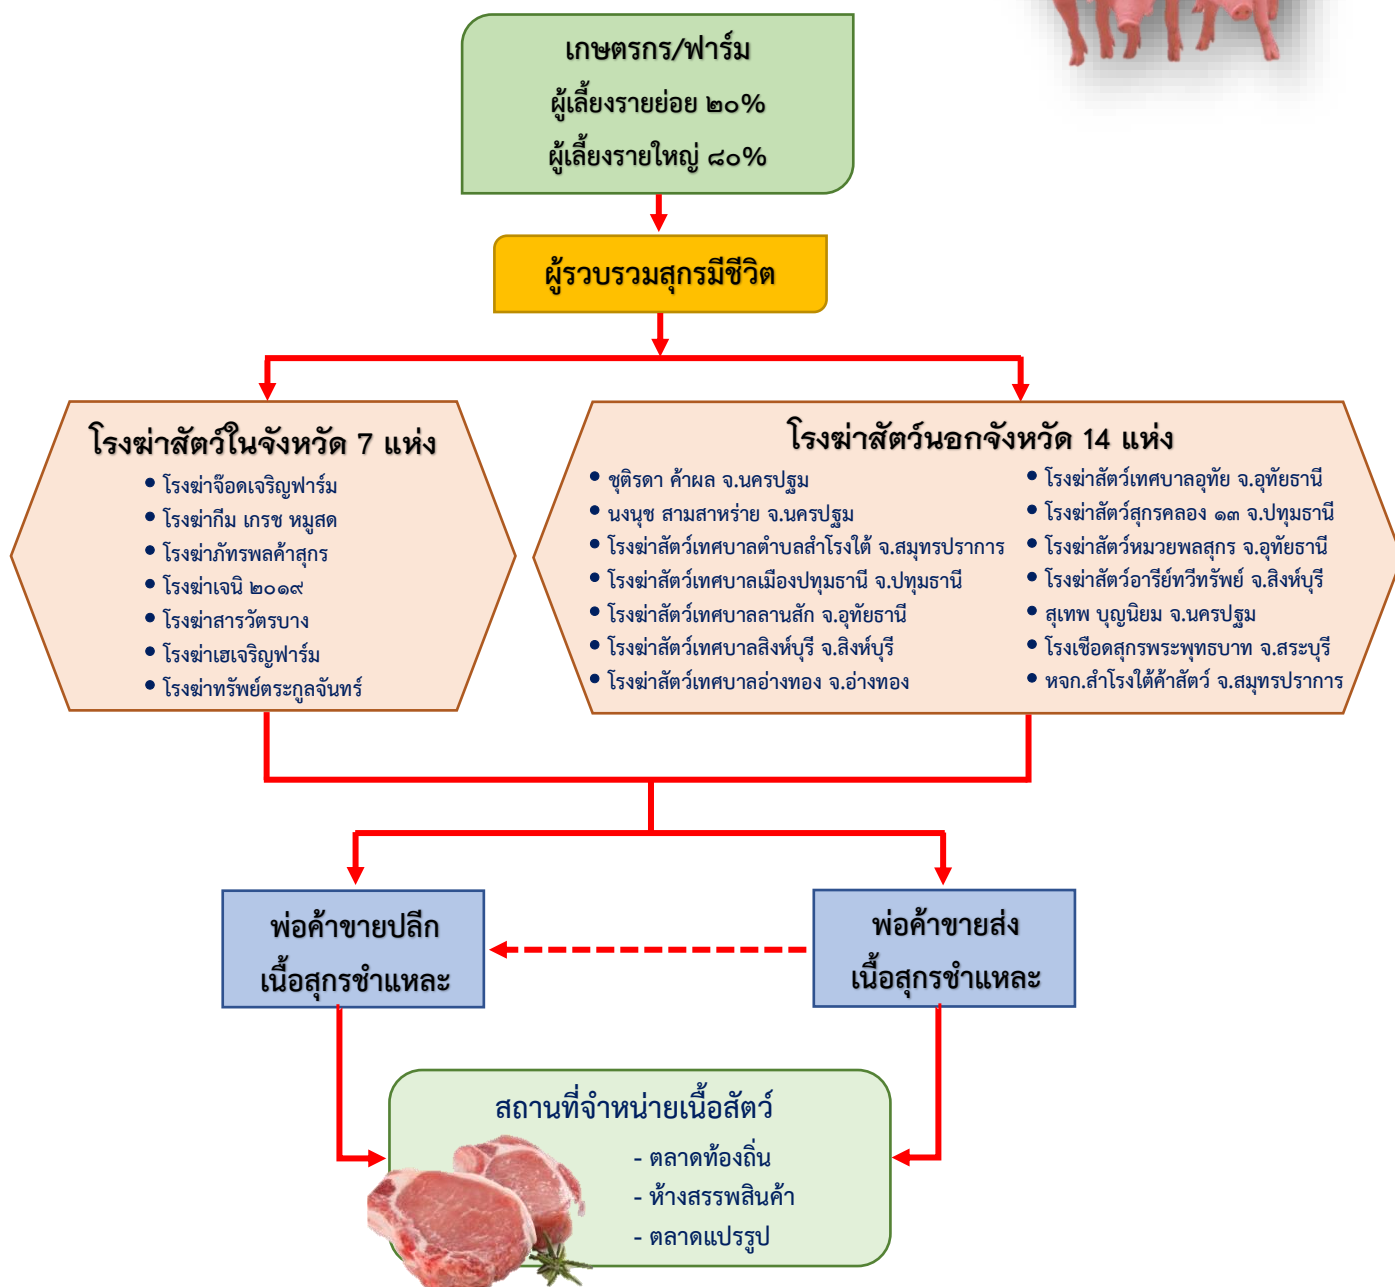 เกษตรกร/ฟาร์ม
ผู้เลี้ยงรายย่อย ๒๐%
ผู้เลี้ยงรายใหญ่ ๘๐%
ผู้รวบรวมสุกรมีชีวิต
โรงฆ่าสัตว์ในจังหวัด 7 แห่ง
• โรงฆ่าจ๊อดเจริญฟาร์ม
• โรงฆ่ากีม เกรซ หมูสด
• โรงฆ่าภัทรพลค้าสุกร
• โรงฆ่าเจนิ ๒๐๑๙
• โรงฆ่าสารวัตรบาง
• โรงฆ่าเฮเจริญฟาร์ม
• โรงฆ่าทรัพย์ตระกูลจันทร์
โรงฆ่าสัตว์นอกจังหวัด 14 แห่ง
• ชุติรดา ค้าผล จ.นครปฐม
• นงนุช สามสาหร่าย จ.นครปฐม
• โรงฆ่าสัตว์เทศบาลตำบลสำโรงใต้ จ.สมุทรปราการ
• โรงฆ่าสัตว์เทศบาลเมืองปทุมธานี จ.ปทุมธานี
• โรงฆ่าสัตว์เทศบาลลานสัก จ.อุทัยธานี
• โรงฆ่าสัตว์เทศบาลสิงห์บุรี จ.สิงห์บุรี
• โรงฆ่าสัตว์เทศบาลอ่างทอง จ.อ่างทอง
• โรงฆ่าสัตว์เทศบาลอุทัย จ.อุทัยธานี
• โรงฆ่าสัตว์สุกรคลอง ๑๓ จ.ปทุมธานี
• โรงฆ่าสัตว์หมวยพลสุกร จ.อุทัยธานี
• โรงฆ่าสัตว์อารีย์ทวีทรัพย์ จ.สิงห์บุรี
• สุเทพ บุญนิยม จ.นครปฐม
• โรงเชือดสุกรพระพุทธบาท จ.สระบุรี
• หจก.สำโรงใต้ค้าสัตว์ จ.สมุทรปราการ
พ่อค้าขายปลีก
เนื้อสุกรชำแหละ
พ่อค้าขายส่ง
เนื้อสุกรชำแหละ
สถานที่จำหน่ายเนื้อสัตว์
- ตลาดท้องถิ่น
- ห้างสรรพสินค้า
- ตลาดแปรรูป